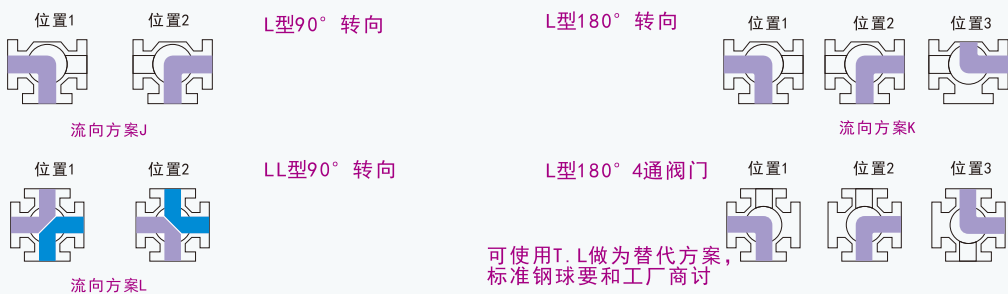 位置1 位置2 L型90° 转向
流向方案J
L型180° 转向 位置1 位置2 位置3
流向方案K
位置1 位置2 LL型90° 转向
流向方案L
L型180° 4通阀门 位置1 位置2 位置3
可使用T.L做为替代方案,
标准钢球要和工厂商讨